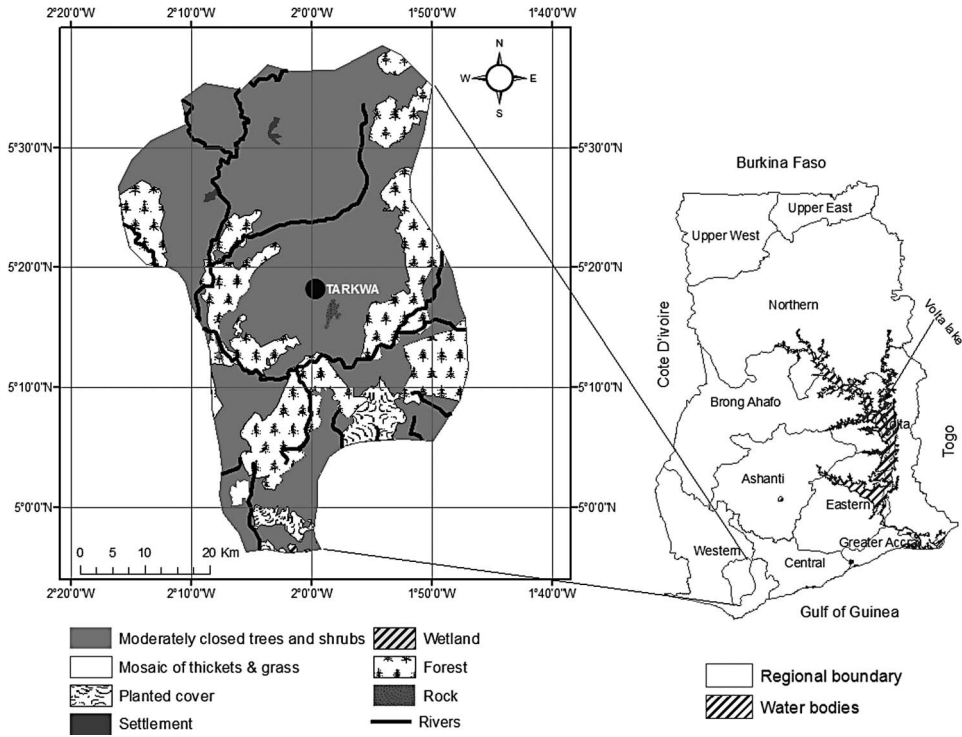 2°20'0"W 2°10'0"W 2°0'0"W 1°50'0"W 1°40'0"W
N
W E
S
5°30'0"N 5°30'0"N
5°20'0"N 5°20'0"N
TARKWA
5°10'0"N 5°10'0"N
5°0'0"N 5°0'0"N
0 5 10 20 Km
2°20'0"W 2°10'0"W 2°0'0"W 1°50'0"W 1°40'0"W
Burkina Faso
Upper East
Upper West
Northern
Volta lake
Cote D'ivoire
Brong Ahafo
Volta
Togo
Ashanti
Eastern
Greater Accra
Western
Central
Gulf of Guinea
Moderately closed trees and shrubs
Mosaic of thickets & grass
Planted cover
Settlement
Wetland
Forest
Rock
Rivers
Regional boundary
Water bodies